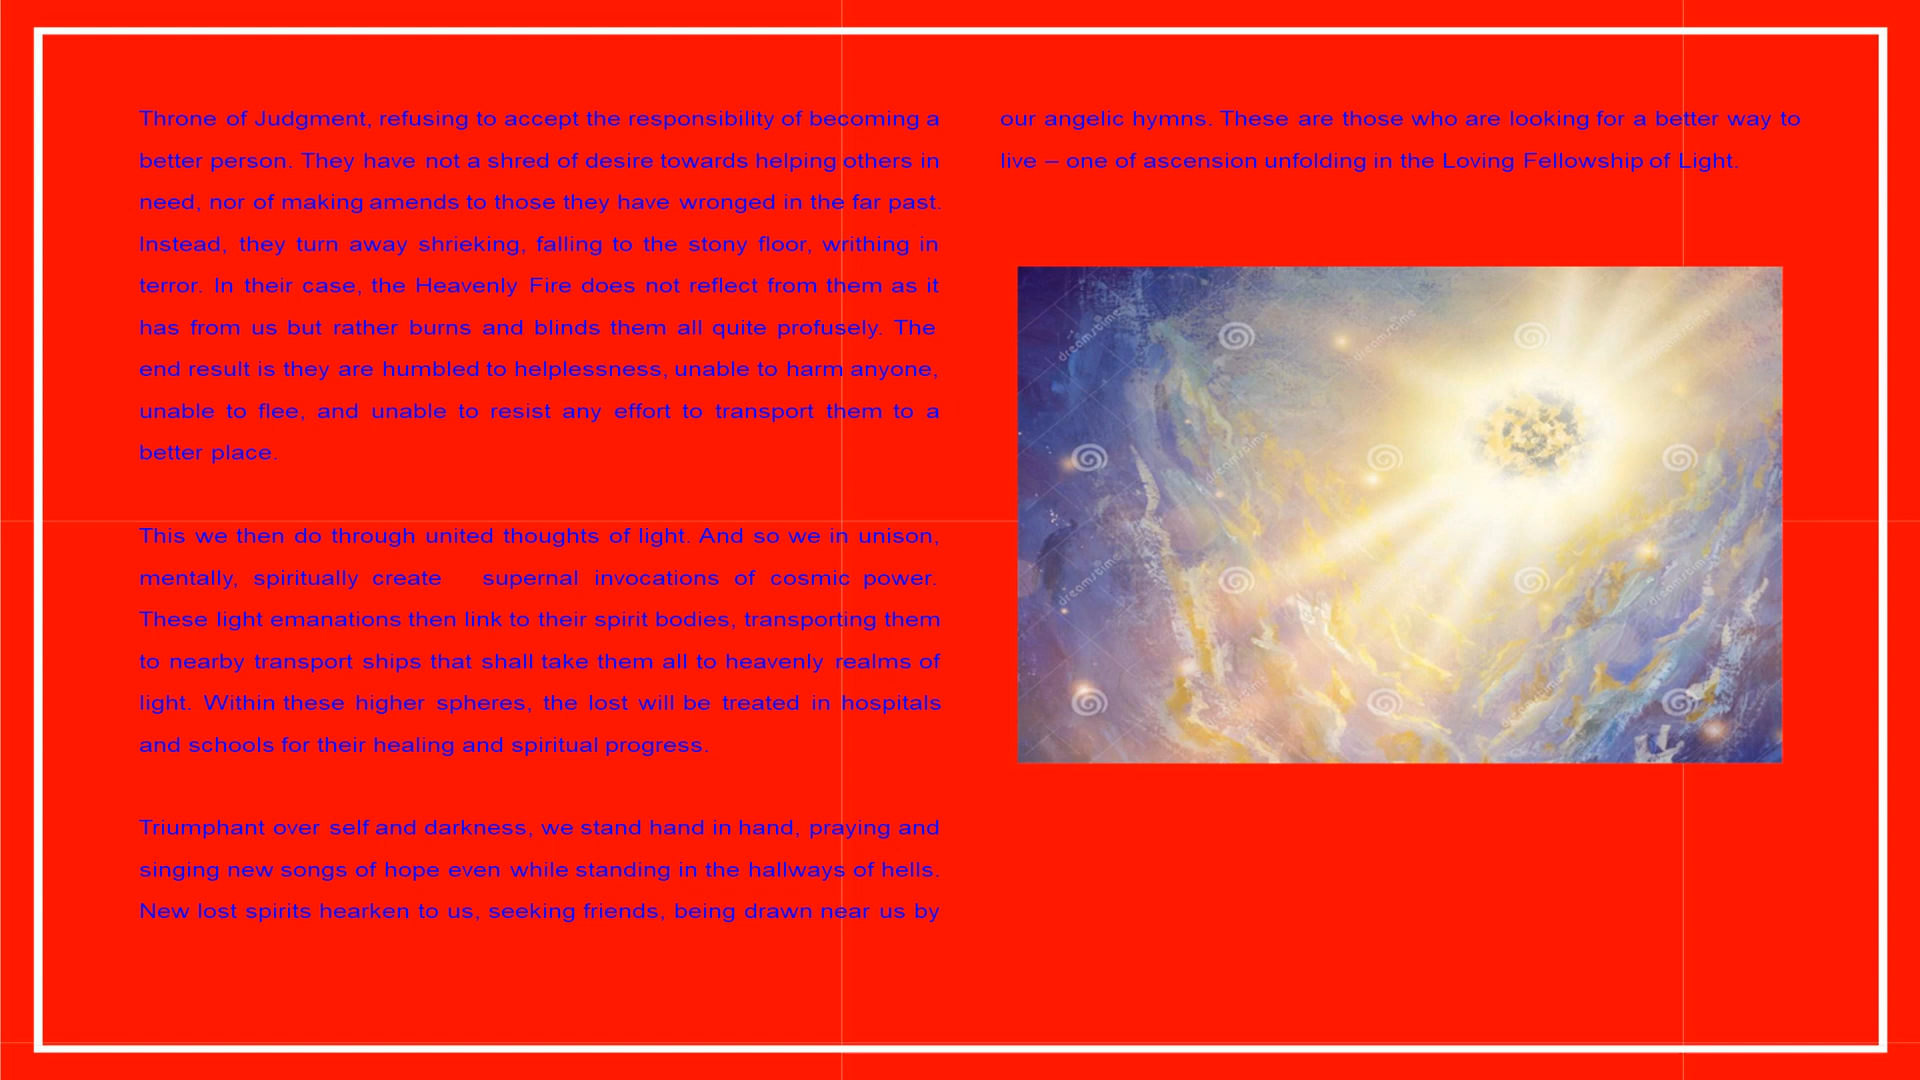 Throne of Judgment, refusing to accept the responsibility of becoming a
better person. They have not a shred of desire towards helping others in
need, nor of making amends to those they have wronged in the far past.
Instead, they turn away shrieking, falling to the stony floor, writhing in
terror. In their case, the Heavenly Fire does not reflect from them as it
has from us but rather burns and blinds them all quite profusely. The
end result is they are humbled to helplessness, unable to harm anyone,
unable to flee, and unable to resist any effort to transport them to a
better place.
This we then do through united thoughts of light. And so we in unison,
mentally, spiritually create supernal invocations of cosmic power.
These light emanations then link to their spirit bodies, transporting them
to nearby transport ships that shall take them all to heavenly realms of
light. Within these higher spheres, the lost will be treated in hospitals
and schools for their healing and spiritual progress.
Triumphant over self and darkness, we stand hand in hand, praying and
singing new songs of hope even while standing in the hallways of hells.
New lost spirits hearken to us, seeking friends, being drawn near us by
our angelic hymns. These are those who are looking for a better way to
live – one of ascension unfolding in the Loving Fellowship of Light.
dreamstime
dreamstime
dreamstime
dreamstime
dreamstime
dreamstime